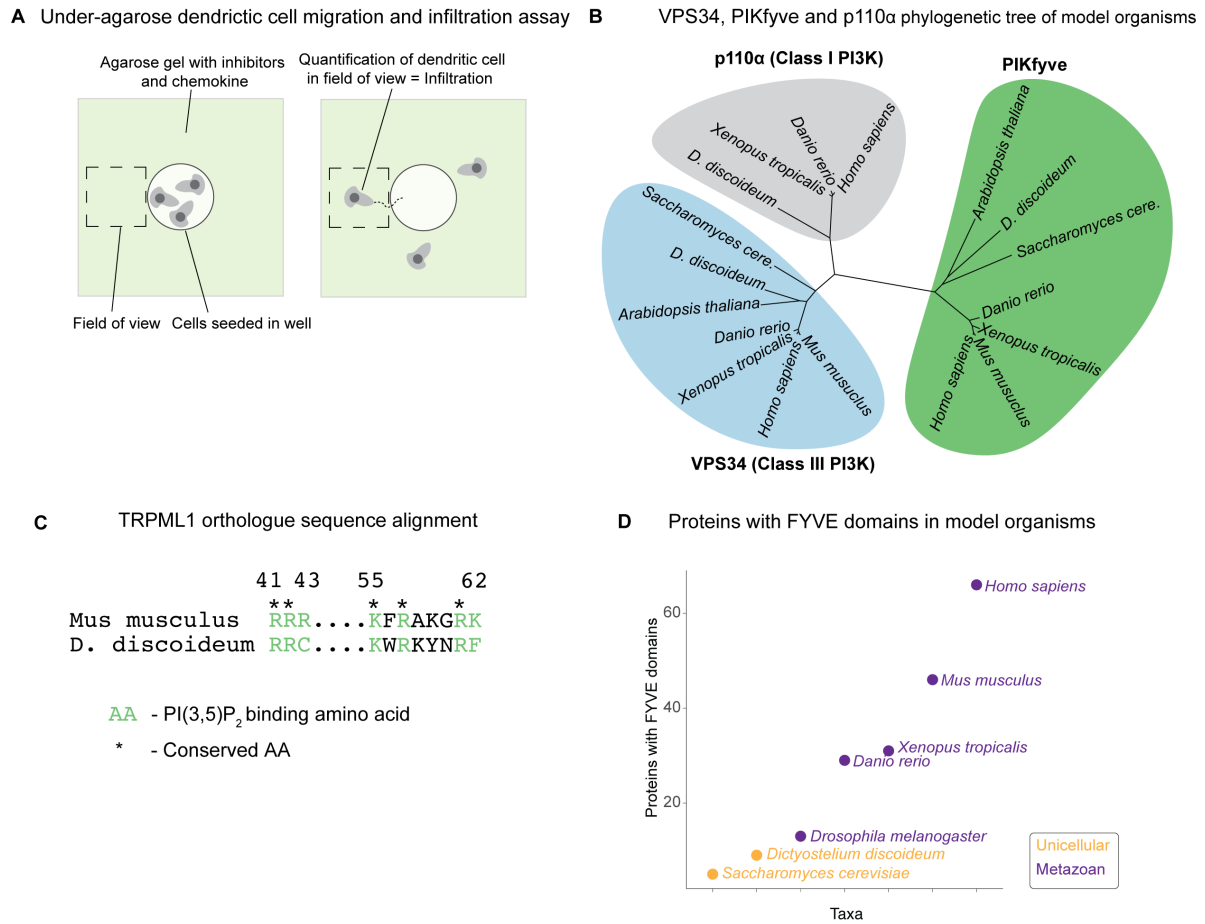 A Under-agarose dendrictic cell migration and infiltration assay
Agarose gel with inhibitors
and chemokine
Quantification of dendritic cell
in field of view = Infiltration
Field of view
Cells seeded in well
B VPS34, PIKfyve and p110α phylogenetic tree of model organisms
p110α (Class I PI3K)
D. discoideum
Xenopus tropicalis
Danio rerio
Homo sapiens
PIKfyve
Arabidopsis thaliana
D. discoideum
Saccharomyces cere.
Danio rerio
Xenopus tropicalis
Mus musuclus
Homo sapiens
Saccharomyces cere.
D. discoideum
Arabidopsis thaliana
Danio rerio
Xenopus tropicalis
Homo sapiens
Mus musuclus
VPS34 (Class III PI3K)
C TRPML1 orthologue sequence alignment
41 43 55 62
** * * *
Mus musculus RRR....KFRAKGRK
D. discoideum RRC....KWRKYNRF
AA - PI(3,5)P2 binding amino acid
* - Conserved AA
D Proteins with FYVE domains in model organisms
Proteins with FYVE domains
60
40
20
Homo sapiens
Mus musculus
Xenopus tropicalis
Danio rerio
Drosophila melanogaster
Dictyostelium discoideum
Saccharomyces cerevisiae
Unicellular
Metazoan
Taxa